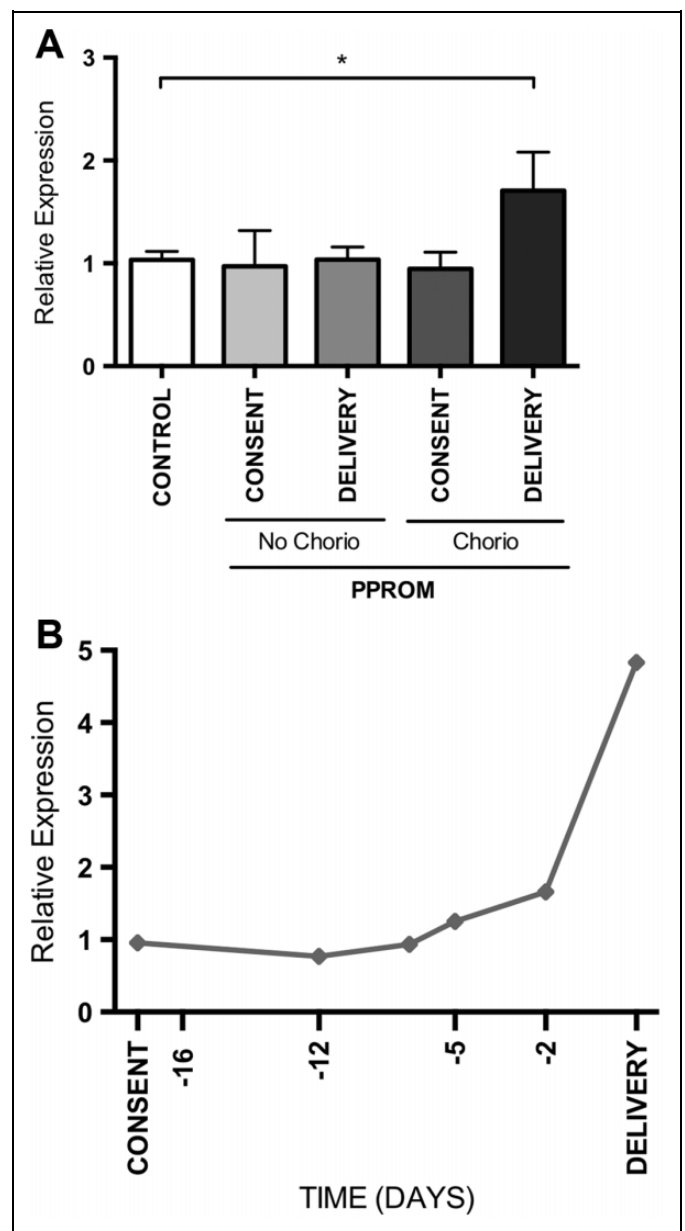 A
3
2
1
0
Relative Expression
*
CONTROL
CONSENT
DELIVERY
CONSENT
DELIVERY
No Chorio
Chorio
PPROM
B
5
4
3
2
1
0
Relative Expression
CONSENT
-16
-12
-5
-2
DELIVERY
TIME (DAYS)